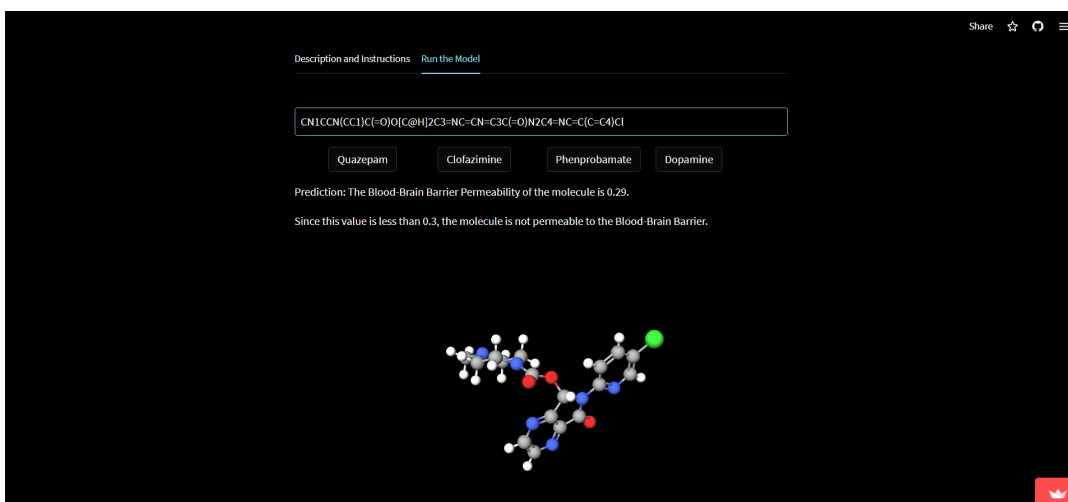 Share
Description and Instructions Run the Model
CN1CCN(CC1)C(=O)O[C@H]2C3=NC=CN=C3C(=O)N2C4=NC=C(C=C4)Cl
Quazepam Clofazimine Phenprobamate Dopamine
Prediction: The Blood-Brain Barrier Permeability of the molecule is 0.29.
Since this value is less than 0.3, the molecule is not permeable to the Blood-Brain Barrier.